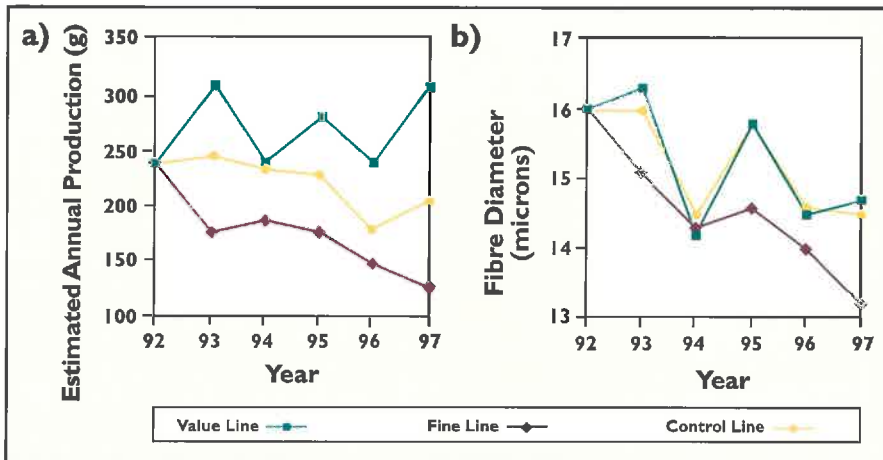 a)
Estimated Annual Production (g)
350
300
250
200
150
100
92 93 94 95 96 97
Year
b)
Fibre Diameter
(microns)
17
16
15
14
13
92 93 94 95 96 97
Year
Value Line Fine Line Control Line